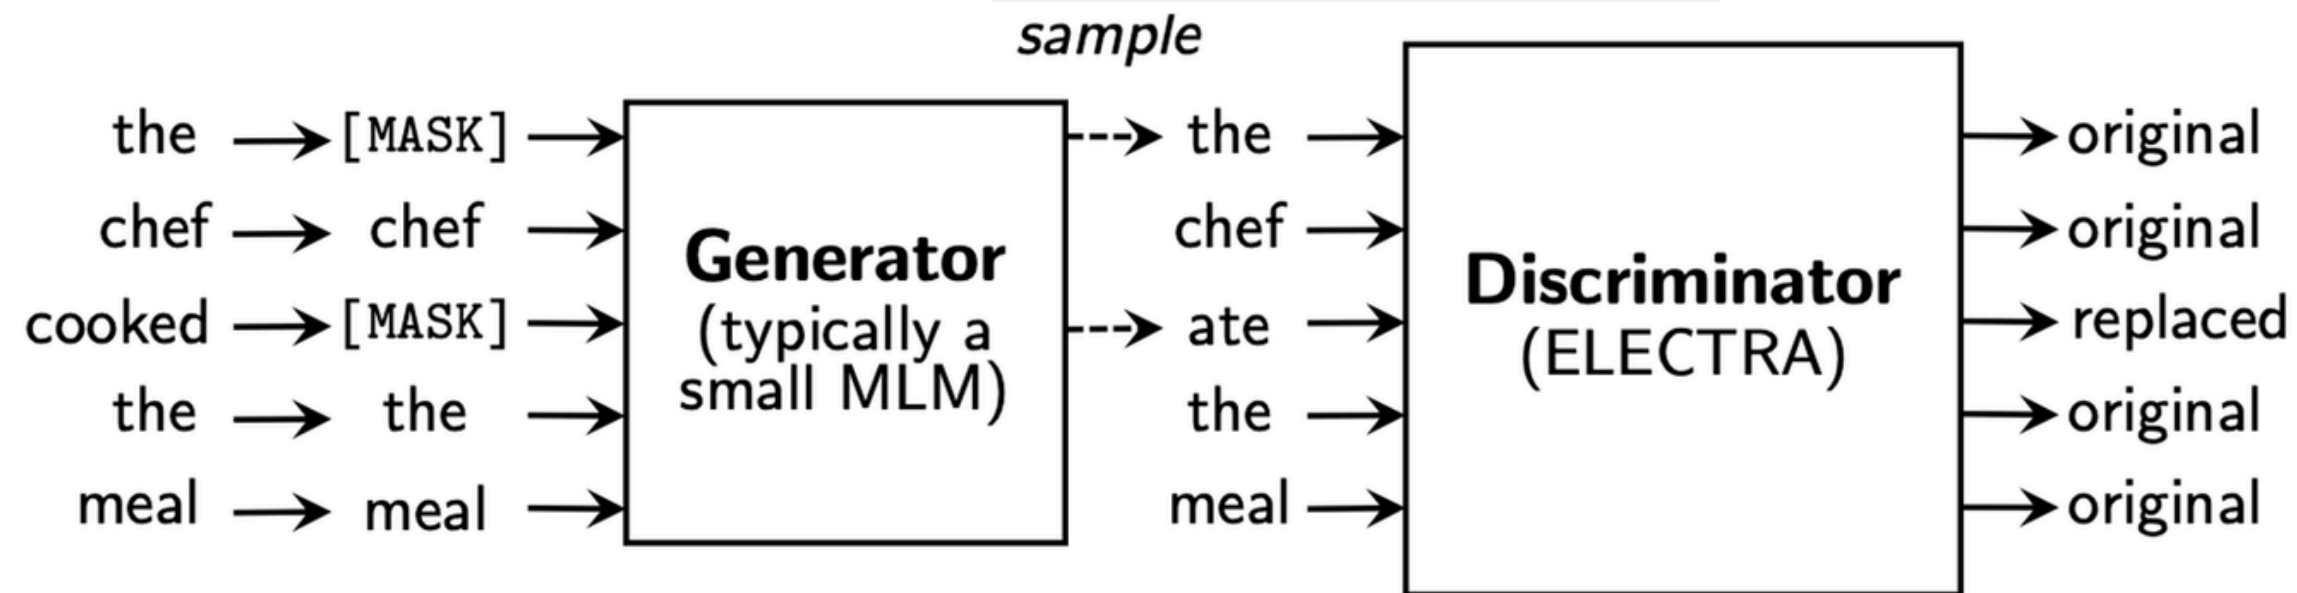 sample
the [MASK] the original
chef chef chef original
Generator
Discriminator
cooked [MASK] (typically a ate (ELECTRA) replaced
small MLM)
the the the original
meal meal meal original